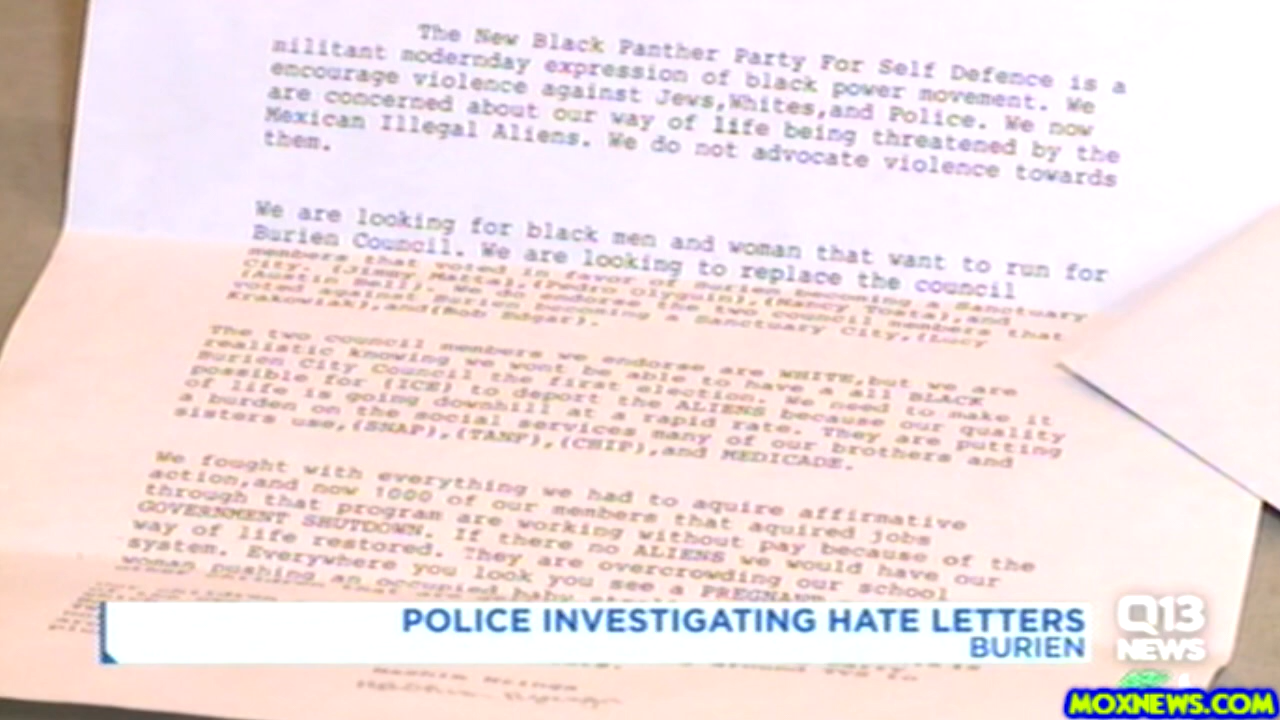 The New Black Panther Party For Self Defence is a
militant modernday expression of black power movement. We
encourage violence against Jews,Whites,and Police. We now
are concerned about our way of life being threatened by the
Mexican Illegal Aliens. We do not advocate violence towards
them.
We are looking for black men and woman that want to run for
Burien Council. We are looking to replace the council
members that voted in favor of Burien becoming a Sanctuary
City. (Jimmy Matta),(Pedro Olyguin),(Nancy Tosta),and
(Austin Bell). We do endorse the two council members that
voted against Burien becoming a Sanctuary City,(Lucy
Krakowiak),and(Bob Edgar).
The two council members we endorse are WHITE,but we are
realistic knowing we wont be able to have a all BLACK
Burien City Council the first election. We need to make it
possible for (ICE) to deport the ALIENS because our quality
of life is going downhill at a rapid rate. They are putting
a burden on the social services many of our brothers and
sisters use,(SNAP),(TANF),(CHIP),and MEDICADE.
We fought with everything we had to aquire affirmative
action,and now 1000 of our members that aquired jobs
through that program are working without pay because of the
GOVERNMENT SHUTDOWN. If there no ALIENS we would have our
way of life restored. They are overcrowding our school
system. Everywhere you look you see a PREGNANT
woman pushing an occupied baby
POLICE INVESTIGATING HATE LETTERS
BURIEN
Q13
NEWS
MOXNEWS.COM